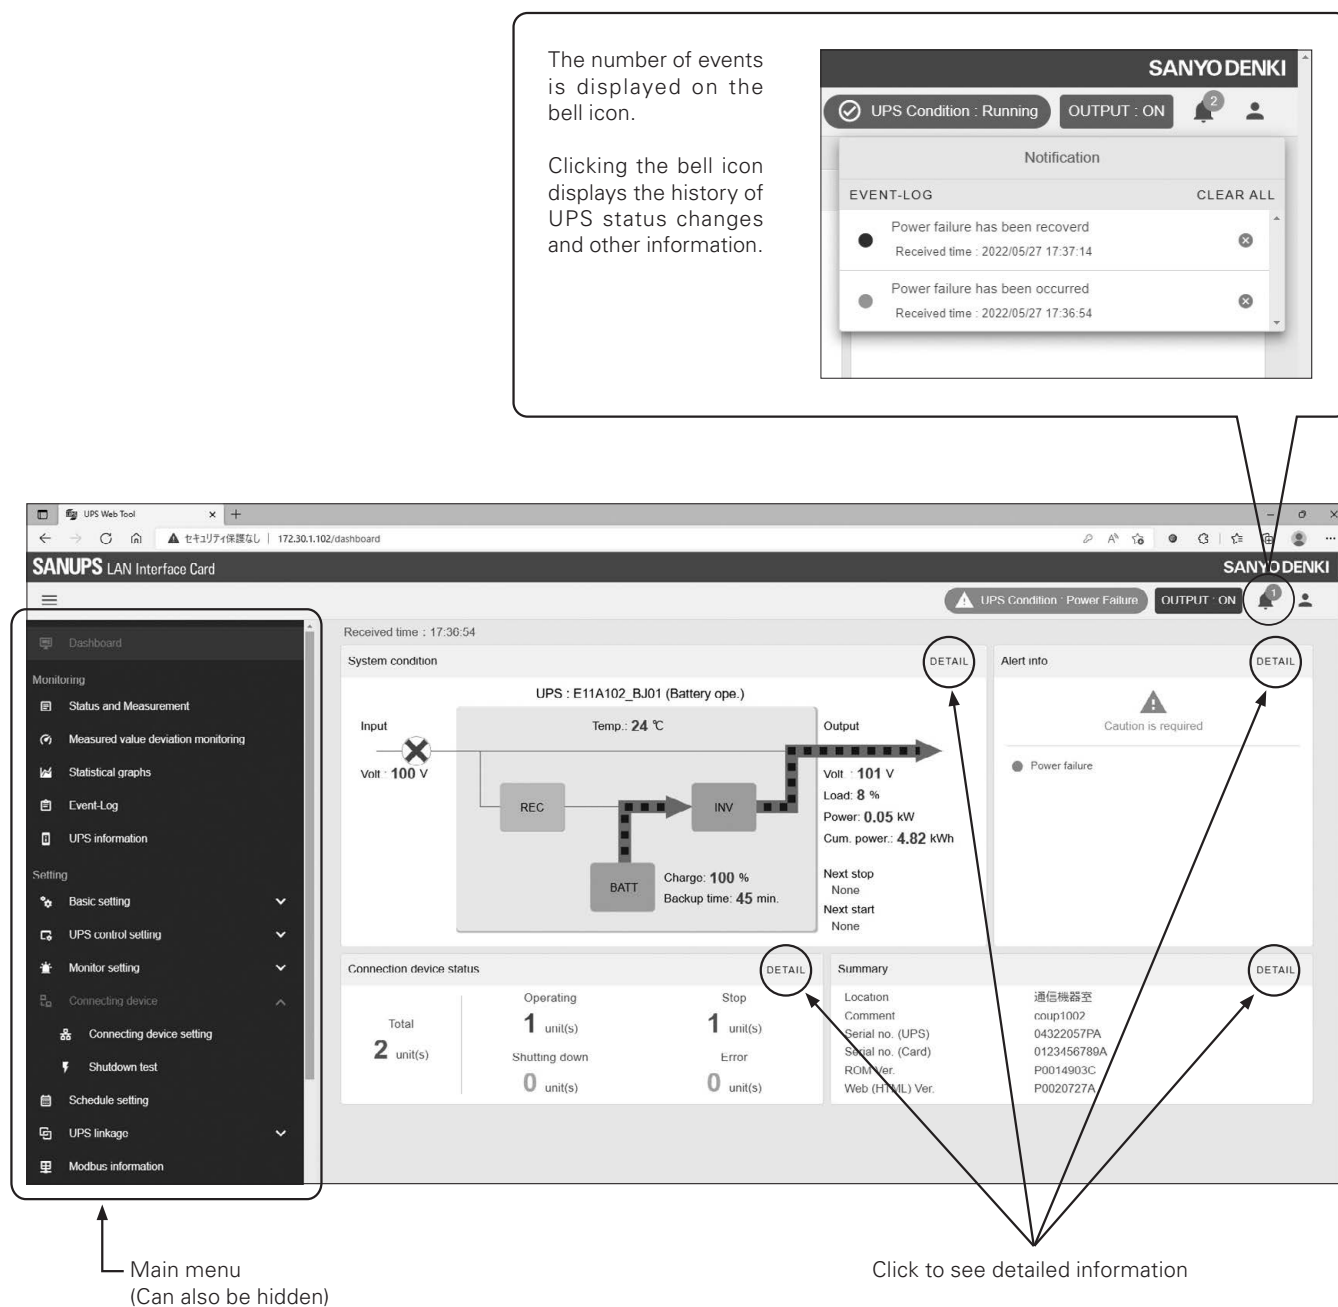 The number of events
is displayed on the
bell icon.
Clicking the bell icon
displays the history of
UPS status changes
and other information.
SANYO DENKI
UPS Condition : Running
OUTPUT : ON
2
Notification
EVENT-LOG
CLEAR ALL
Power failure has been recoverd
Received time : 2022/05/27 17:37:14
Power failure has been occurred
Received time : 2022/05/27 17:36:54
UPS Web Tool
セキュリティ保護なし
172.30.1.102/dashboard
SANUPS LAN Interface Card
SANYO DENKI
UPS Condition : Power Failure
OUTPUT : ON
1
Dashboard
Monitoring
Status and Measurement
Measured value deviation monitoring
Statistical graphs
Event-Log
UPS information
Setting
Basic setting
UPS control setting
Monitor setting
Connecting device
Connecting device setting
Shutdown test
Schedule setting
UPS linkage
Modbus information
Received time : 17:36:54
System condition
DETAIL
UPS : E11A102_BJ01 (Battery ope.)
Input
Temp.: 24 ℃
Output
Volt : 100 V
REC
INV
BATT
Charge: 100 %
Backup time: 45 min.
Volt : 101 V
Load: 8 %
Power: 0.05 kW
Cum. power.: 4.82 kWh
Next stop
None
Next start
None
Alert info
DETAIL
Caution is required
Power failure
Connection device status
DETAIL
Total
2 unit(s)
Operating
1 unit(s)
Stop
1 unit(s)
Shutting down
0 unit(s)
Error
0 unit(s)
Summary
DETAIL
Location 通信機器室
Comment coup1002
Serial no. (UPS) 04322057PA
Serial no. (Card) 0123456789A
ROM Ver. P0014903C
Web (HTML) Ver. P0020727A
Main menu
(Can also be hidden)
Click to see detailed information